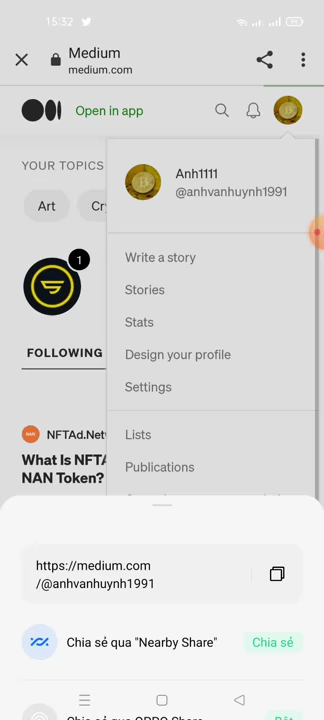 15:32
Medium
medium.com
Open in app
YOUR TOPICS
Anh1111
@anhvanhuynh1991
Art
Cry
Write a story
1
Stories
Stats
FOLLOWING
Design your profile
Settings
NFTAd.Net
Lists
What Is NFTA
NAN Token?
Publications
https://medium.com
/@anhvanhuynh1991
Chia sẻ qua "Nearby Share"
Chia sẻ
Chia sẻ qua OPPO Share
Bật